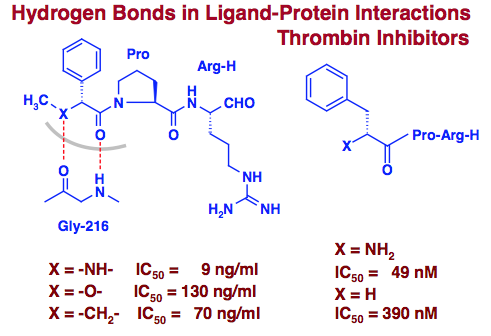 Hydrogen Bonds in Ligand-Protein Interactions
Thrombin Inhibitors
Pro
Arg-H
H₃C
X
N
O
O
H
N
CHO
NH
H₂N
NH
O
H
N
Gly-216
X
O
Pro-Arg-H
X = -NH- IC₅₀ = 9 ng/ml
X = -O- IC₅₀ = 130 ng/ml
X = -CH₂- IC₅₀ = 70 ng/ml
X = NH₂
IC₅₀ = 49 nM
X = H
IC₅₀ = 390 nM